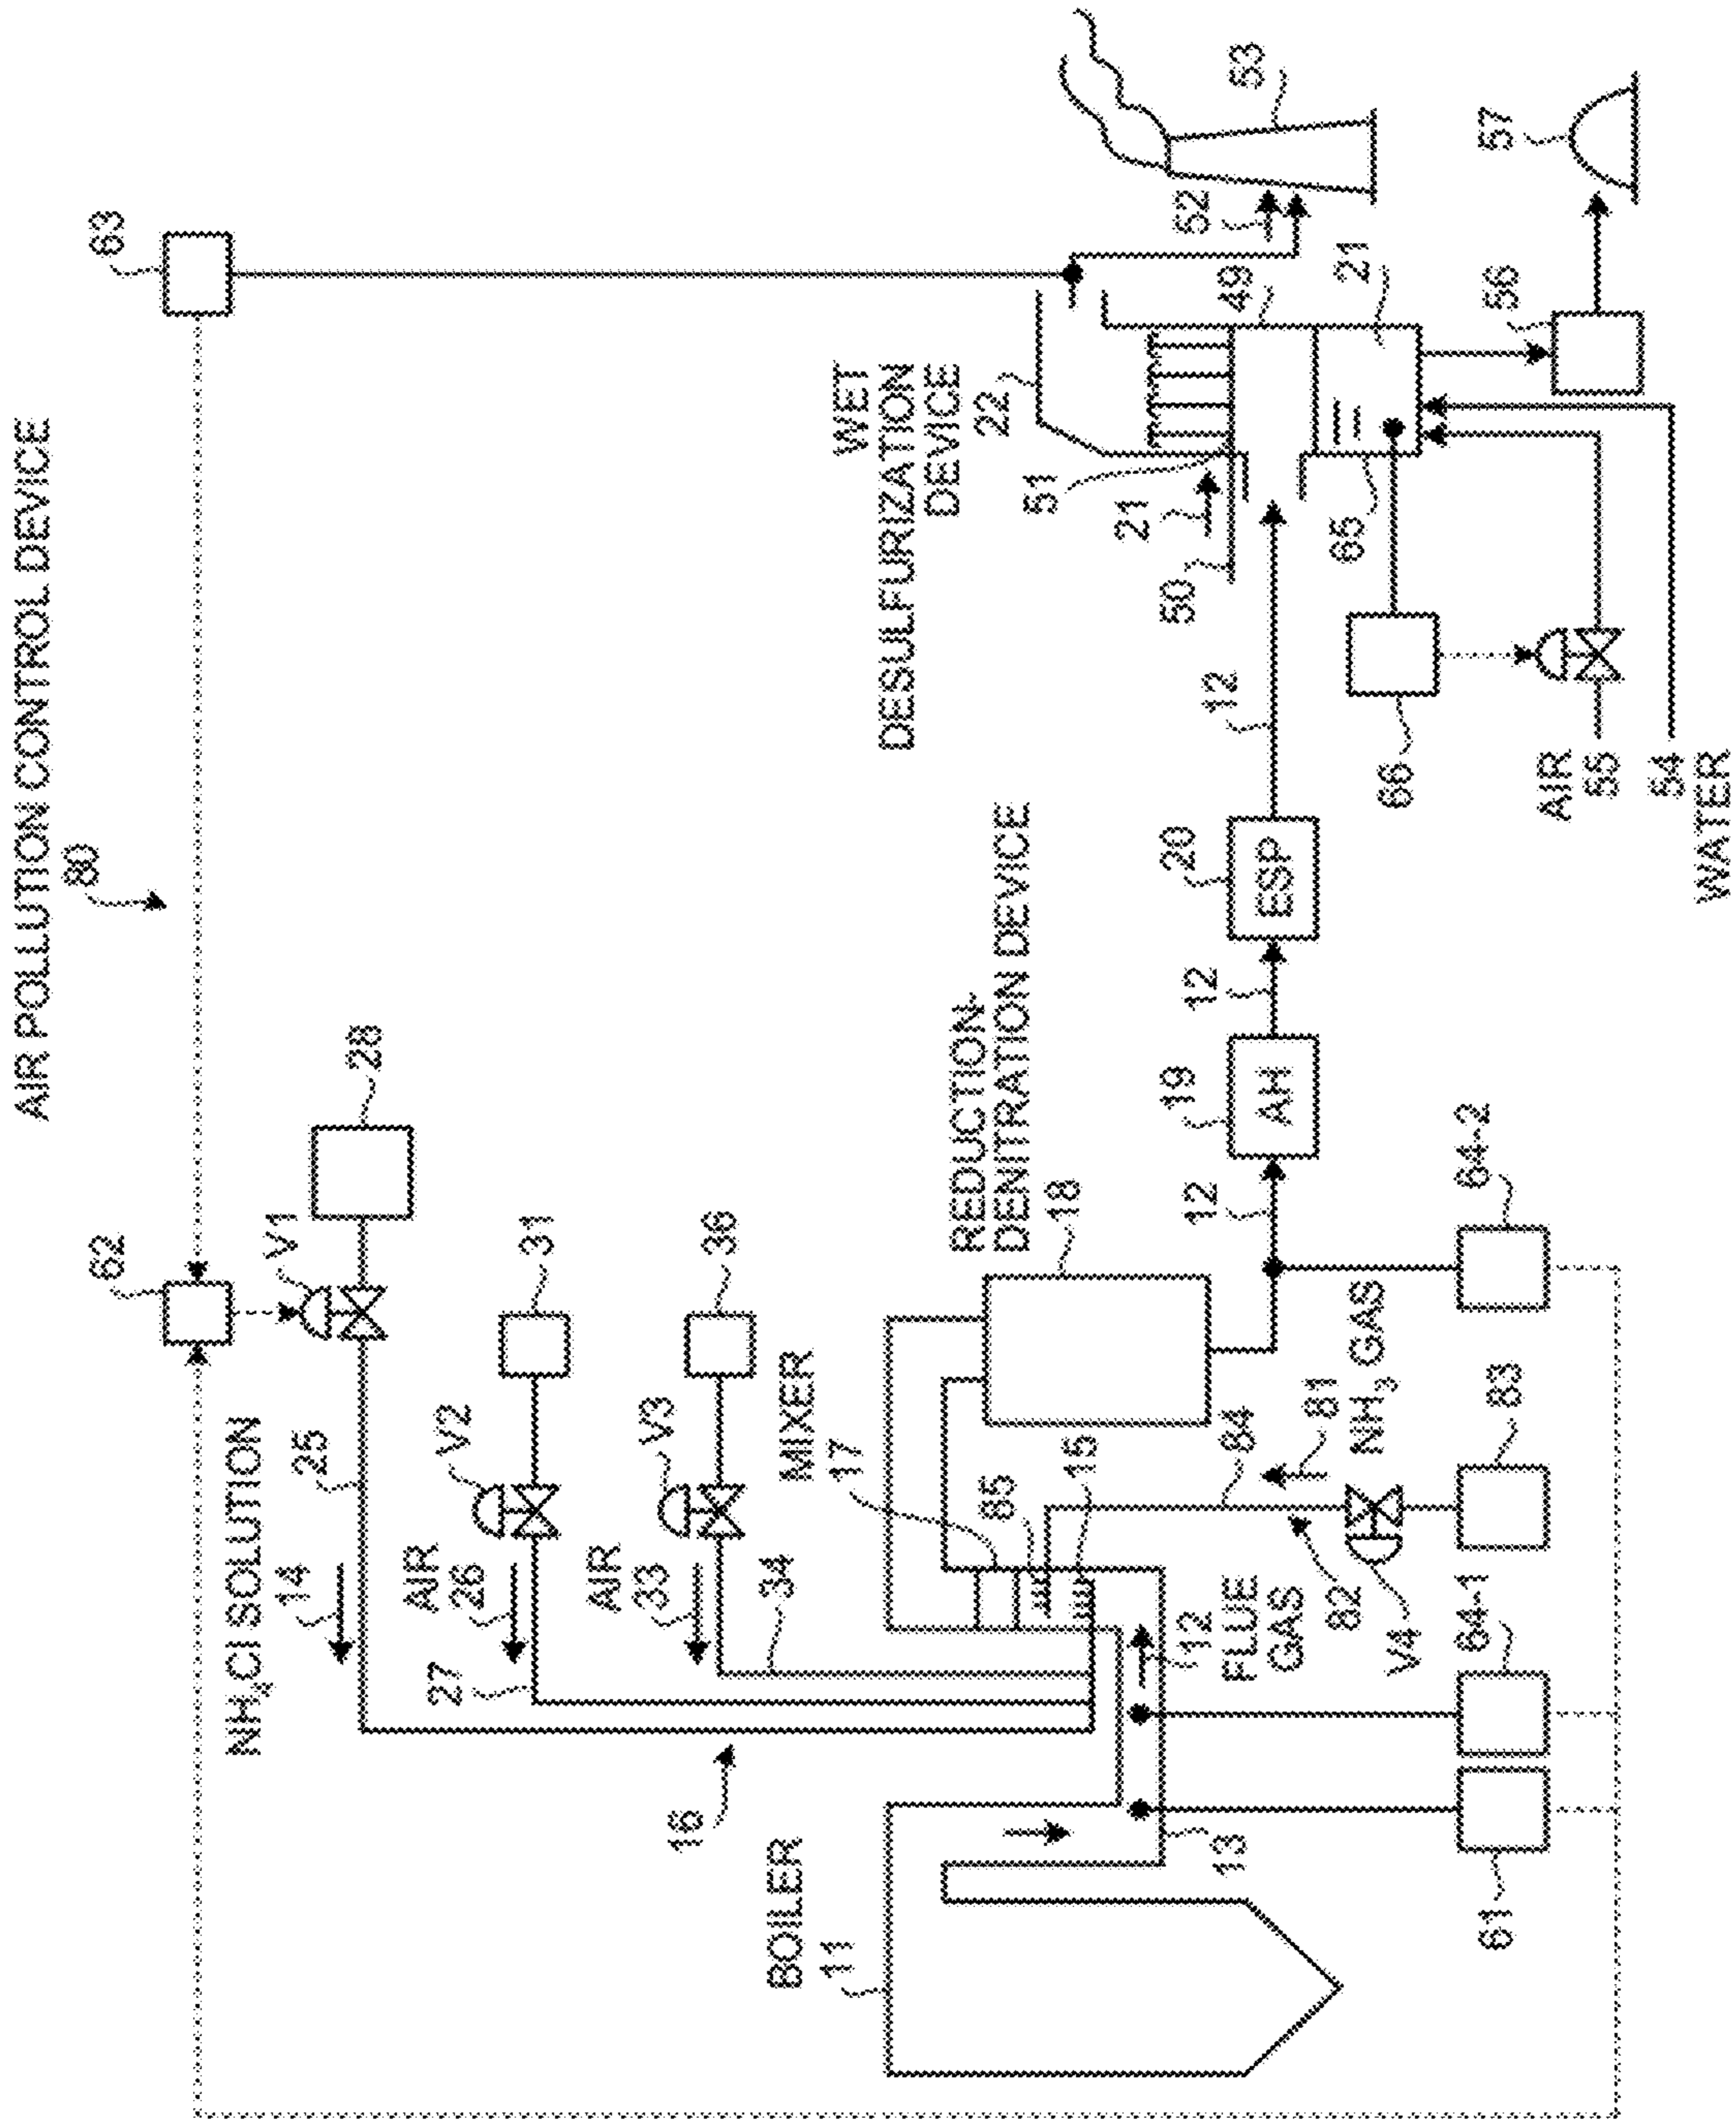 AIR POLLUTION CONTROL DEVICE
80
62
63
NH4Cl SOLUTION
14
25
V1
28
AIR
26
27
V2
31
AIR
33
34
V3
36
16
BOILER
11
MIXER
17
85
15
REDUCTION-
DENITRATION DEVICE
18
WET
DESULFURIZATION
DEVICE
22
51
21
50
49
52
53
13
12
FLUE
GAS
84
81
NH3 GAS
82
V4
12
19
AH
12
20
ESP
12
65
21
56
57
61
64-1
83
64-2
66
AIR
55
54
WATER